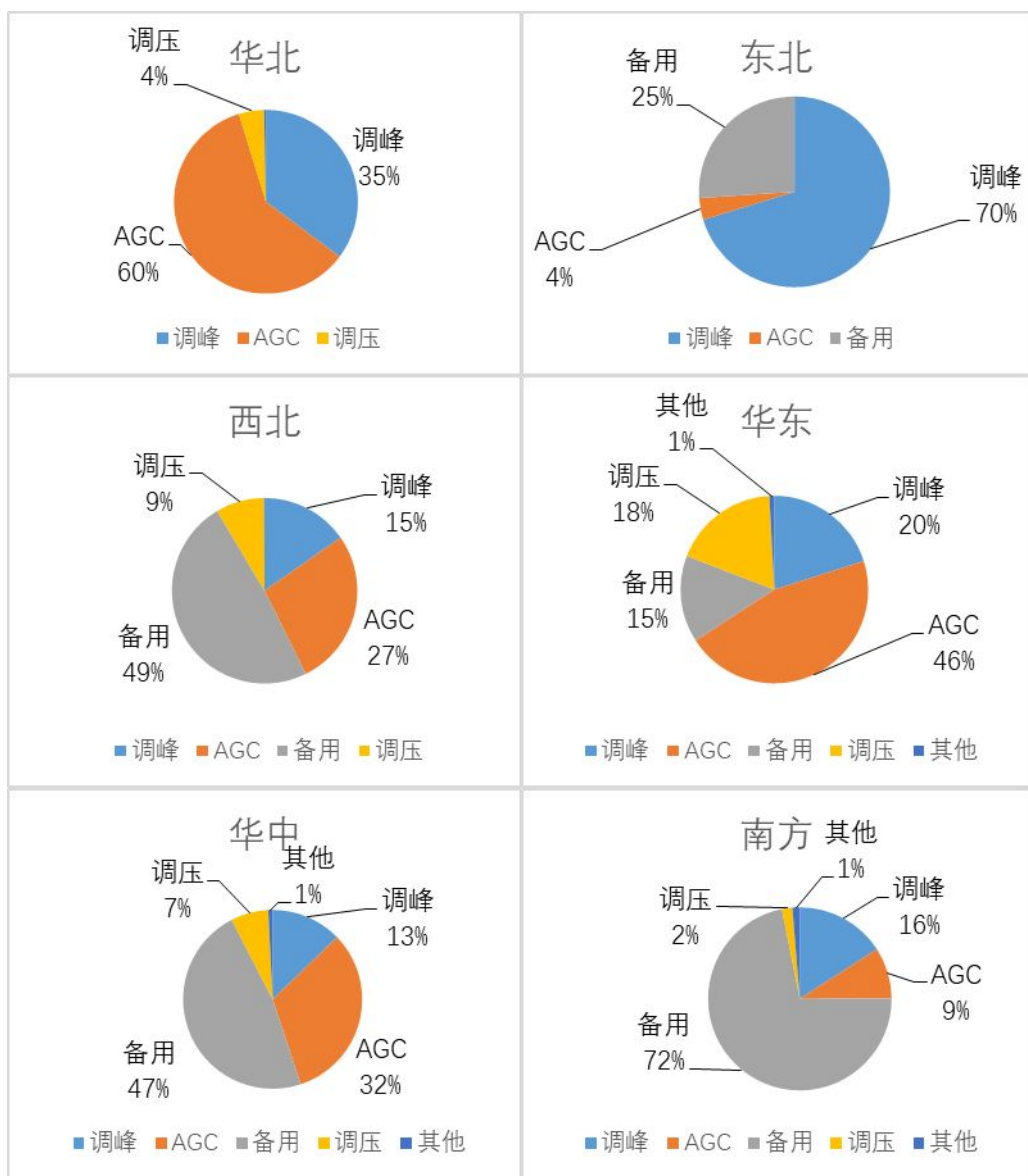 华北
调压
4%
调峰
35%
AGC
60%
调峰 AGC 调压
东北
备用
25%
调峰
70%
AGC
4%
调峰 AGC 备用
西北
调压
9%
调峰
15%
备用
49%
AGC
27%
调峰 AGC 备用 调压
华东
其他
1%
调压
18%
调峰
20%
备用
15%
AGC
46%
调峰 AGC 备用 调压 其他
华中
其他
1%
调压
7%
调峰
13%
备用
47%
AGC
32%
调峰 AGC 备用 调压 其他
南方
其他
1%
调压
2%
调峰
16%
AGC
9%
备用
72%
调峰 AGC 备用 调压 其他